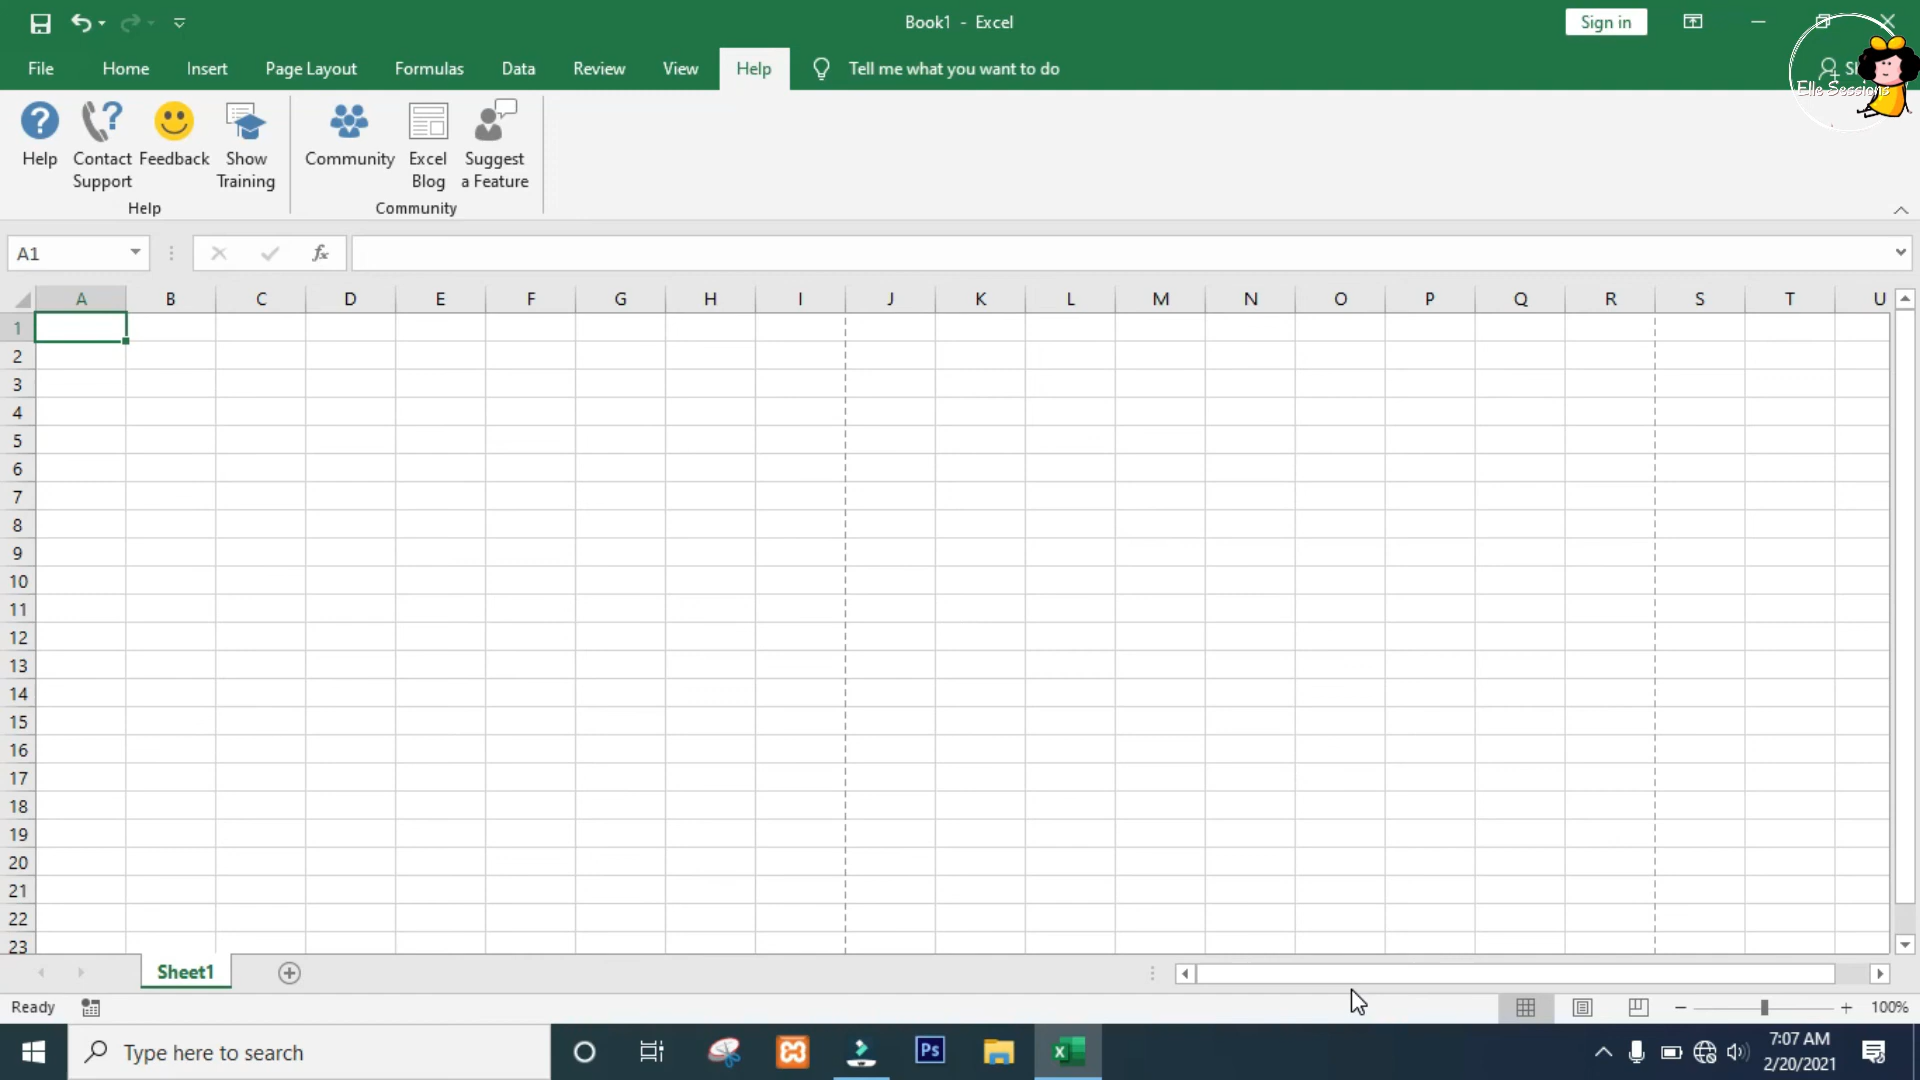 Book1 - Excel
Sign in
File Home Insert Page Layout Formulas Data Review View Help Tell me what you want to do
Elle Sessions
Help Contact Support Feedback Show Training
Community Excel Blog Suggest a Feature
Help Community
A1 fx
A B C D E F G H I J K L M N O P Q R S T U
1
2
3
4
5
6
7
8
9
10
11
12
13
14
15
16
17
18
19
20
21
22
23
Sheet1
Ready 100%
Type here to search Ps 7:07 AM
2/20/2021